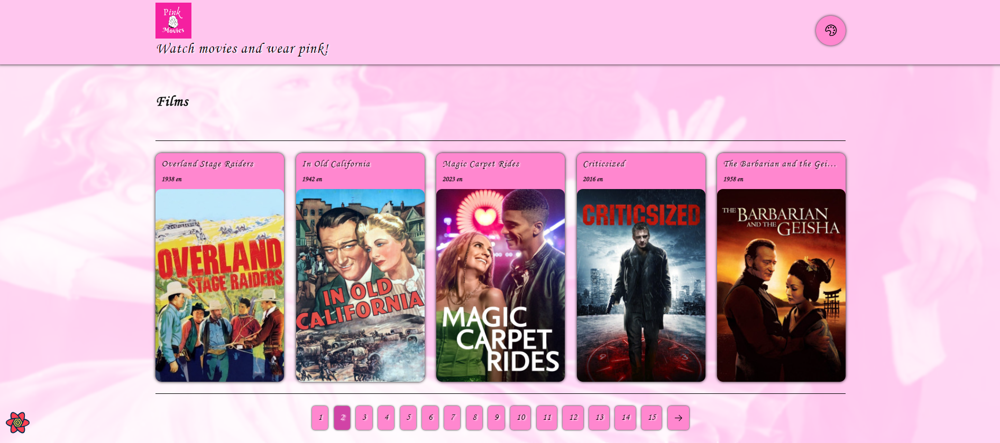 Pink
Movies
Watch movies and wear pink!
Films
Overland Stage Raiders
1938 en
OVERLAND
STAGE RAIDERS
In Old California
1942 en
IN OLD
CALIFORNIA
Magic Carpet Rides
2023 en
MAGIC
CARPET
RIDES
Criticsized
2016 en
CRITICSIZED
9
3
The Barbarian and the Gei...
1958 en
THE BARBARIAN
AND THE GEISHA
1 2 3 4 5 6 7 8 9 10 11 12 13 14 15 →